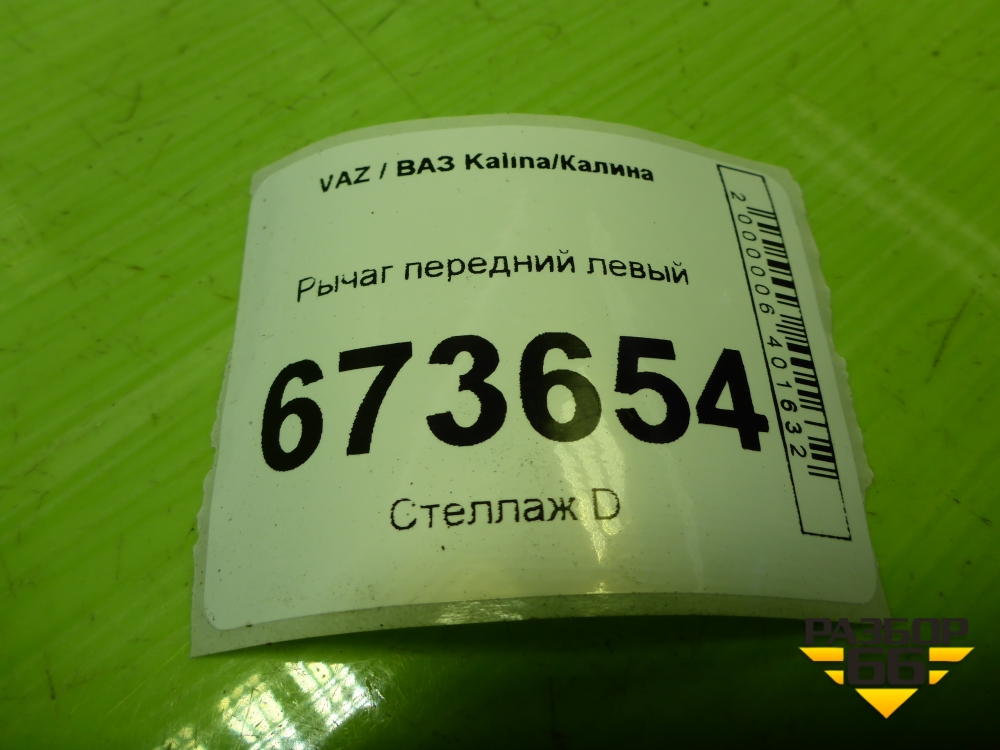 VAZ / ВАЗ Kalina/Калина
Рычаг передний левый
673654
Стеллаж D
2000006401632
РАЗБОР
66